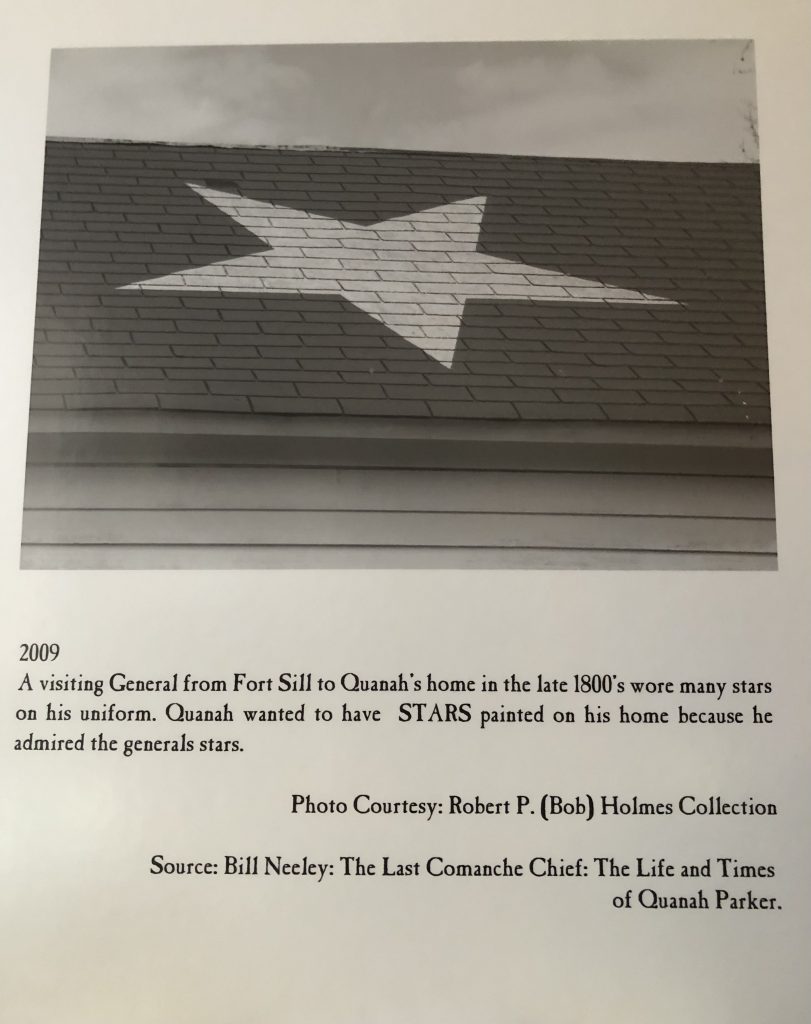 2009
A visiting General from Fort Sill to Quanah's home in the late 1800's wore many stars
on his uniform. Quanah wanted to have STARS painted on his home because he
admired the generals stars.
Photo Courtesy: Robert P. (Bob) Holmes Collection
Source: Bill Neeley: The Last Comanche Chief: The Life and Times
of Quanah Parker.